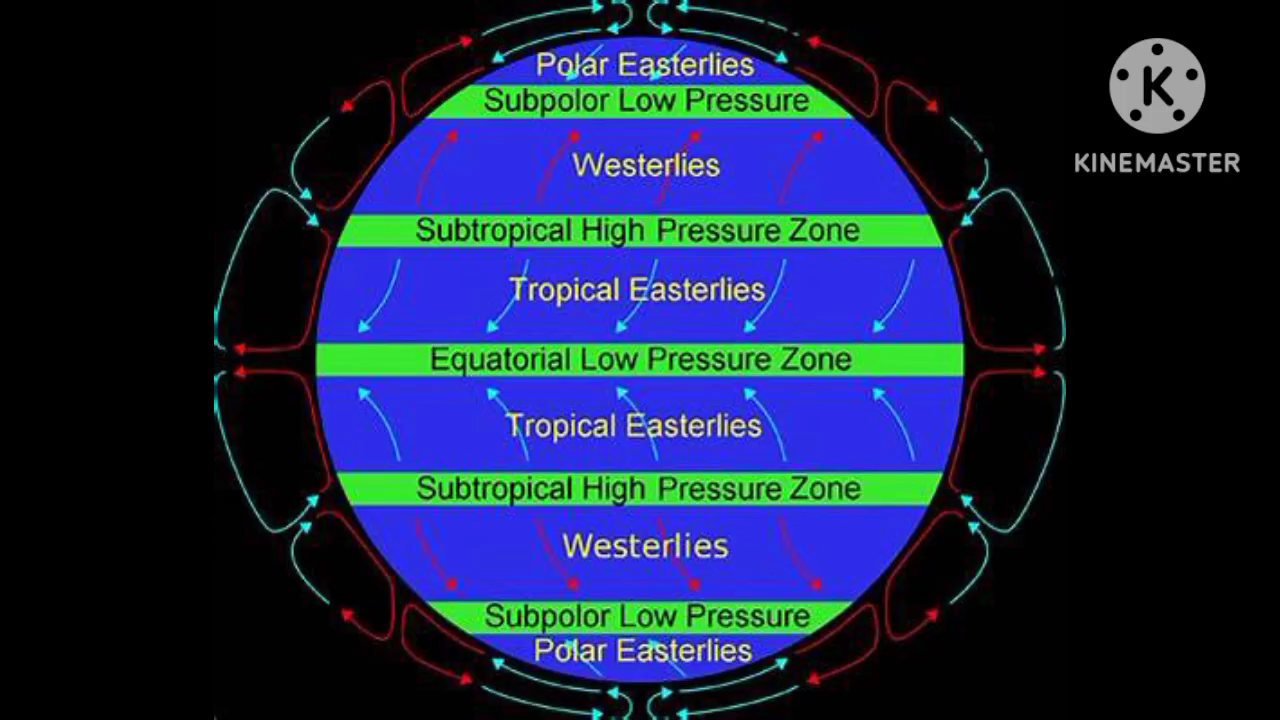 Polar Easterlies
Subpolor Low Pressure
Westerlies
Subtropical High Pressure Zone
Tropical Easterlies
Equatorial Low Pressure Zone
Tropical Easterlies
Subtropical High Pressure Zone
Westerlies
Subpolor Low Pressure
Polar Easterlies
K
KINEMASTER